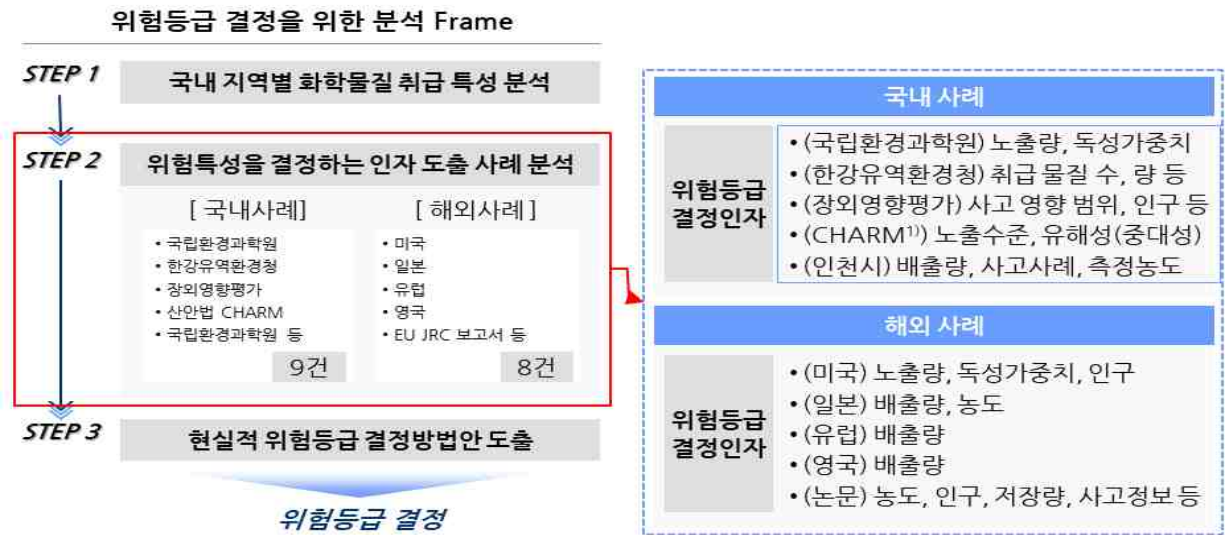 위험등급 결정을 위한 분석 Frame
STEP 1
국내 지역별 화학물질 취급 특성 분석
STEP 2
위험특성을 결정하는 인자 도출 사례 분석
[ 국내사례]
• 국립환경과학원
• 한강유역환경청
• 장외영향평가
• 산안법 CHARM
• 국립환경과학원 등
9건
[ 해외사례 ]
• 미국
• 일본
• 유럽
• 영국
• EU JRC 보고서 등
8건
STEP 3
현실적 위험등급 결정방법안 도출
위험등급 결정
국내 사례
위험등급
결정인자
• (국립환경과학원) 노출량, 독성가중치
• (한강유역환경청) 취급 물질 수, 량 등
• (장외영향평가) 사고 영향 범위, 인구 등
• (CHARM¹⁾) 노출수준, 유해성(중대성)
• (인천시) 배출량, 사고사례, 측정농도
해외 사례
위험등급
결정인자
• (미국) 노출량, 독성가중치, 인구
• (일본) 배출량, 농도
• (유럽) 배출량
• (영국) 배출량
• (논문) 농도, 인구, 저장량, 사고정보 등